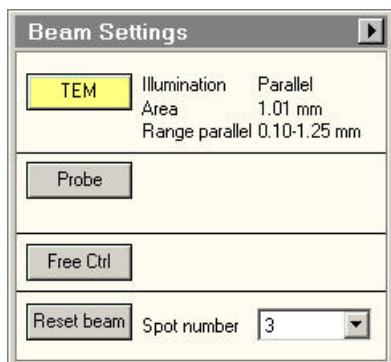 Beam Settings
TEM Illumination Parallel
Area 1.01 mm
Range parallel 0.10-1.25 mm
Probe
Free Ctrl
Reset beam Spot number 3